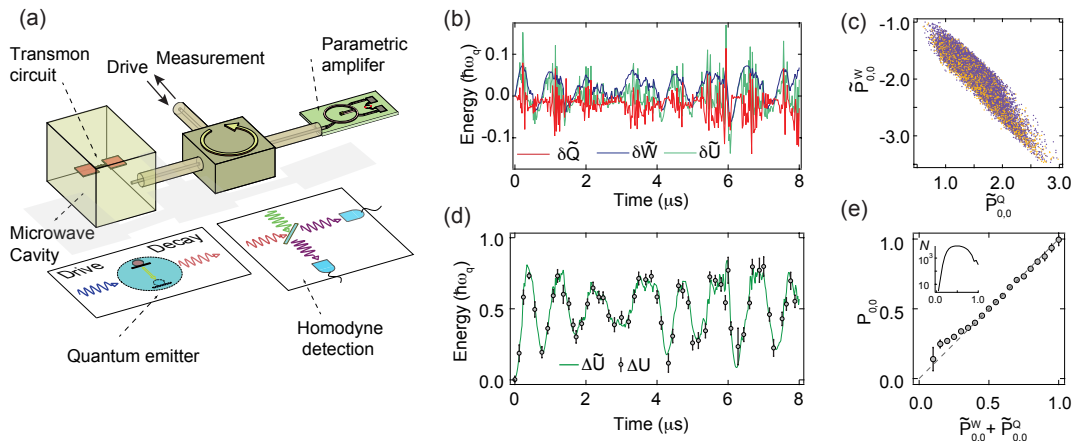 (a)
Transmon
circuit
Drive
Measurement
Parametric
amplifer
Microwave
Cavity
Drive
Decay
Quantum emitter
Homodyne
detection
(b)
Energy (ℏω_q)
0.1
0.0
-0.1
δQ̃
δW̃
δŨ
0 2 4 6 8
Time (μs)
(c)
P̃^W_0,0
-1.0
-2.0
-3.0
1.0 2.0 3.0
P̃^Q_0,0
(d)
Energy (ℏω_q)
1.0
0.5
0.0
ΔŨ
ΔU
0 2 4 6 8
Time (μs)
(e)
P_0,0
1.0
0.5
0.0
N
10³
10
0.0 1.0
0.0 0.5 1.0
P̃^W_0,0 + P̃^Q_0,0